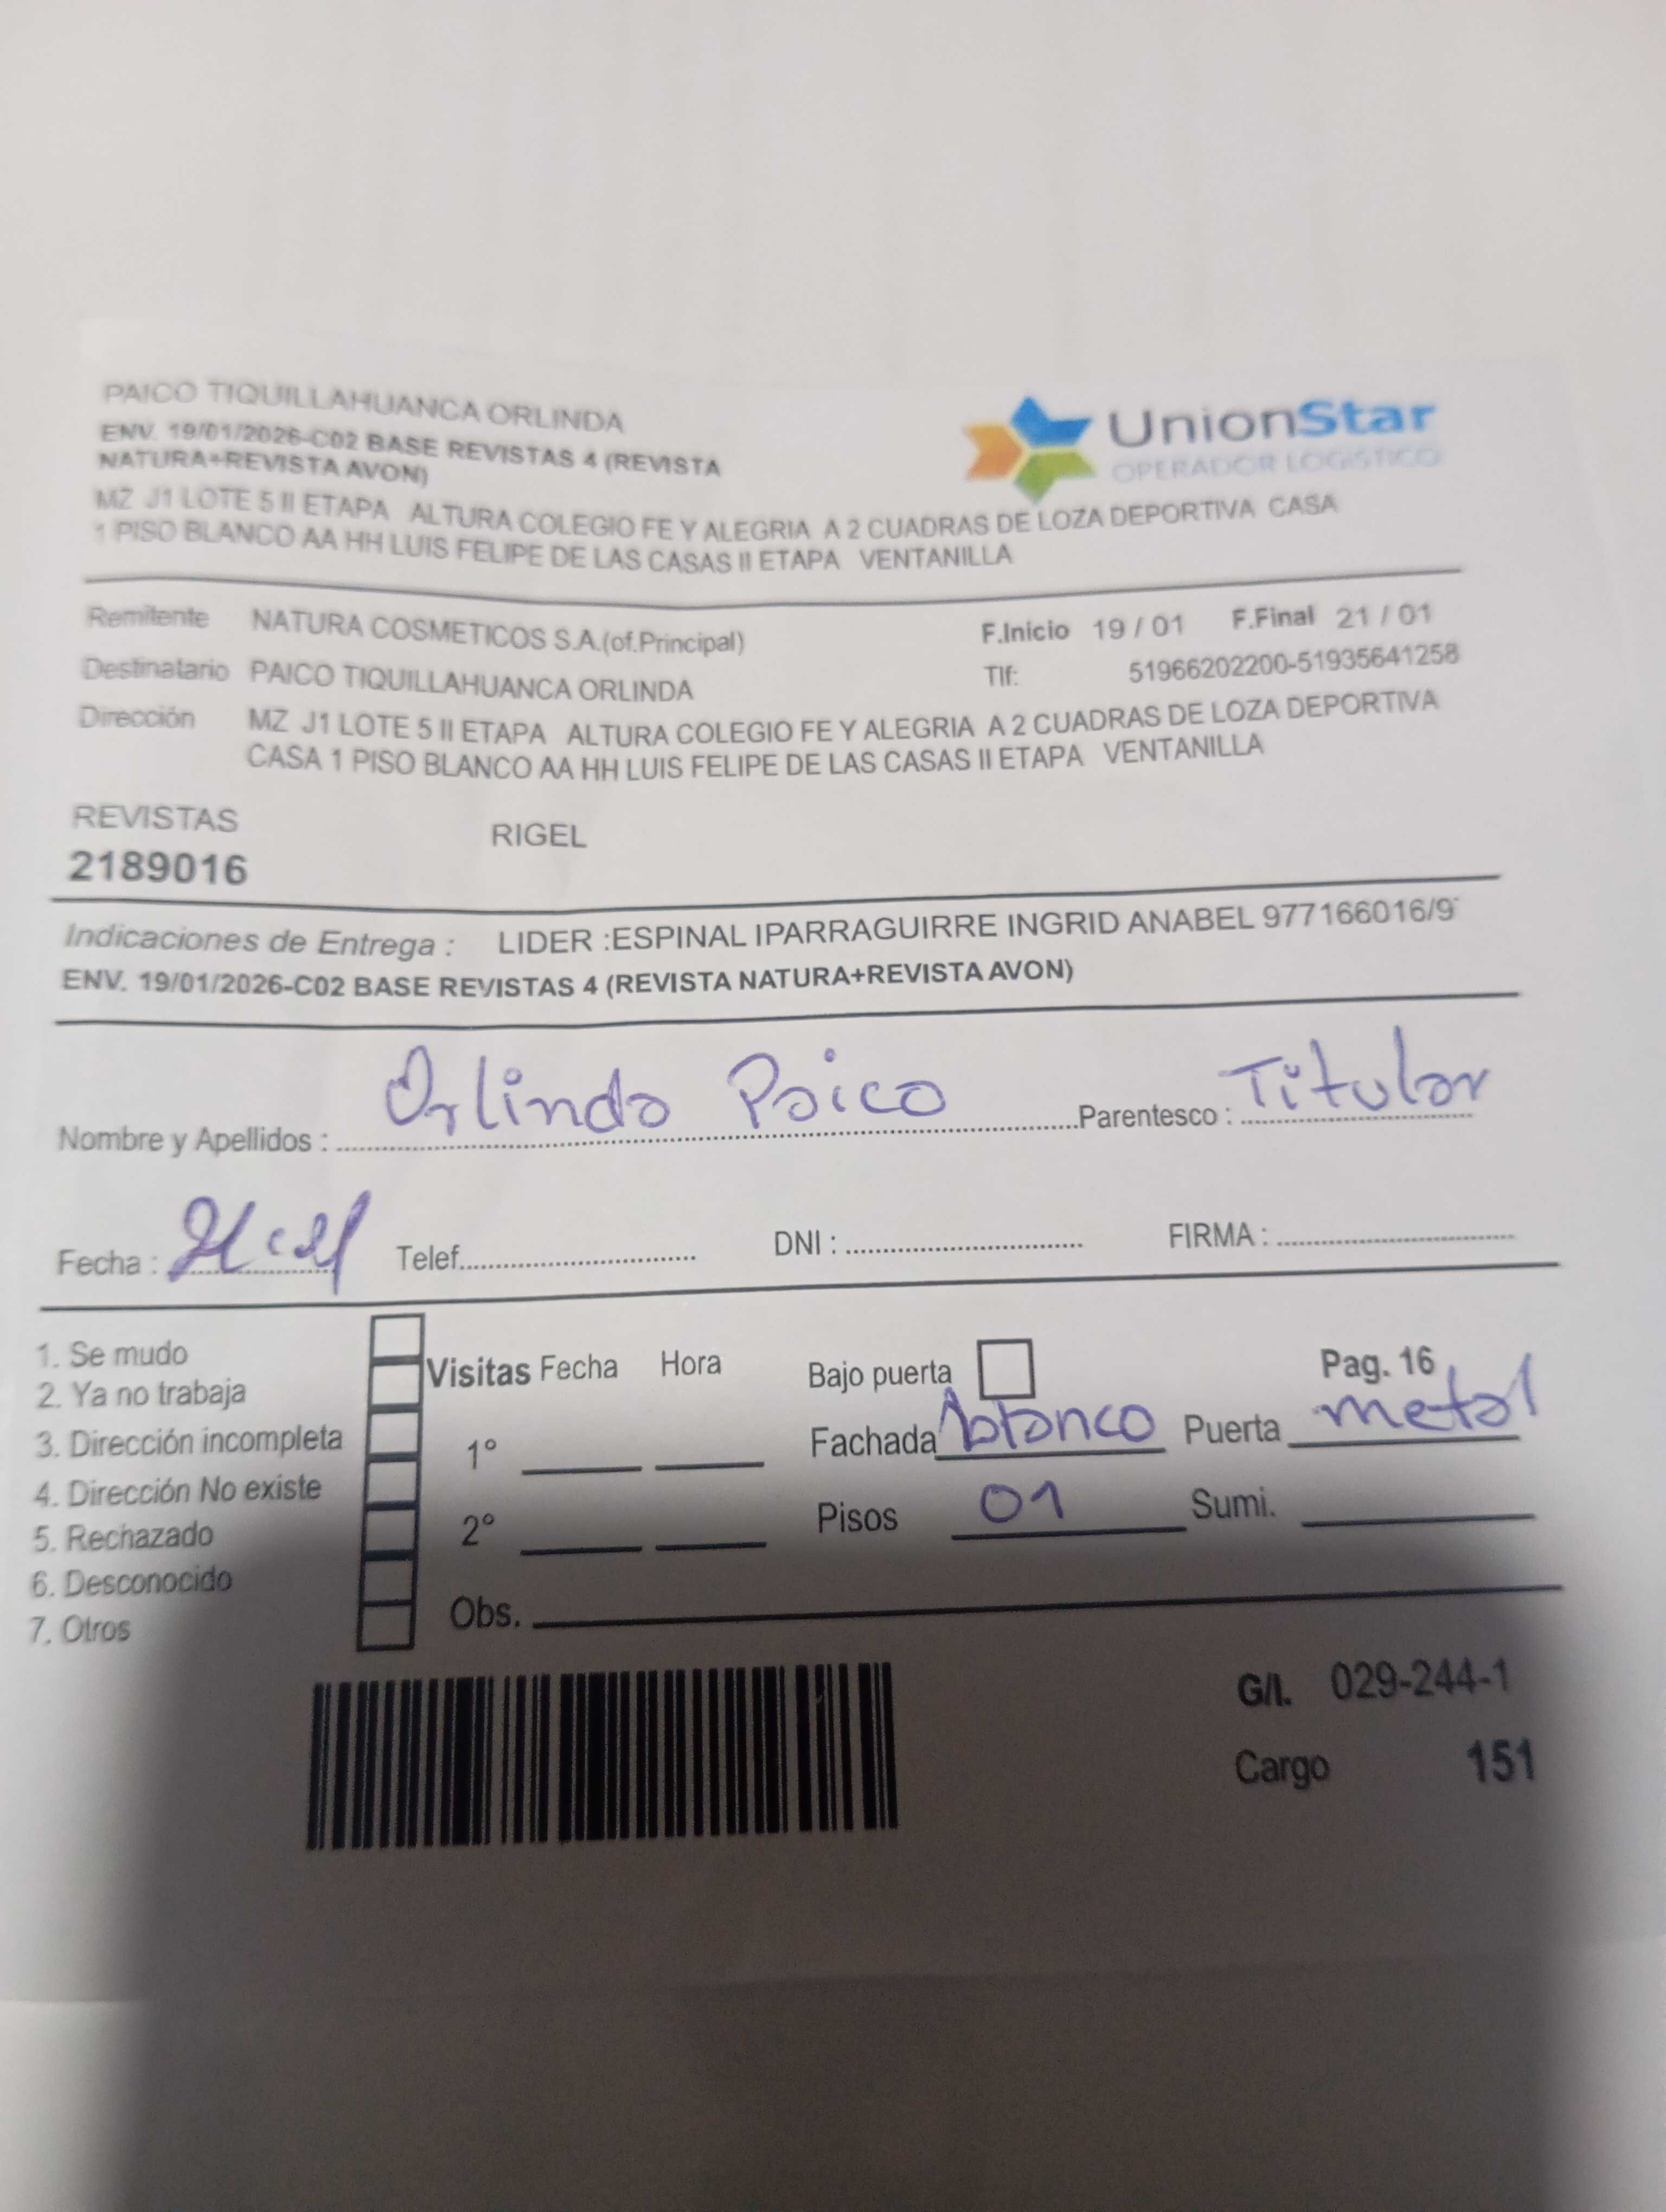 PAICO TIQUILLAHUANCA ORLINDA
ENV. 19/01/2026-C02 BASE REVISTAS 4 (REVISTA
NATURA+REVISTA AVON)
MZ J1 LOTE 5 II ETAPA ALTURA COLEGIO FE Y ALEGRIA A 2 CUADRAS DE LOZA DEPORTIVA CASA
1 PISO BLANCO AA HH LUIS FELIPE DE LAS CASAS II ETAPA VENTANILLA
UnionStar
OPERADOR LOGISTICO
Remitente NATURA COSMETICOS S.A.(of.Principal) F.Inicio 19 / 01 F.Final 21 / 01
Destinatario PAICO TIQUILLAHUANCA ORLINDA Tlf: 51966202200-51935641258
Dirección MZ J1 LOTE 5 II ETAPA ALTURA COLEGIO FE Y ALEGRIA A 2 CUADRAS DE LOZA DEPORTIVA
CASA 1 PISO BLANCO AA HH LUIS FELIPE DE LAS CASAS II ETAPA VENTANILLA
REVISTAS RIGEL
2189016
Indicaciones de Entrega : LIDER :ESPINAL IPARRAGUIRRE INGRID ANABEL 977166016/9
ENV. 19/01/2026-C02 BASE REVISTAS 4 (REVISTA NATURA+REVISTA AVON)
Nombre y Apellidos : Orlinda Paico Parentesco : Titular
Fecha : Telef. DNI : FIRMA :
1. Se mudo
2. Ya no trabaja
3. Dirección incompleta
4. Dirección No existe
5. Rechazado
6. Desconocido
7. Otros
Visitas Fecha Hora
1°
2°
Obs.
Bajo puerta Pag. 16
Fachada blanco Puerta metal
Pisos 01 Sumi.
G/I. 029-244-1
Cargo 151